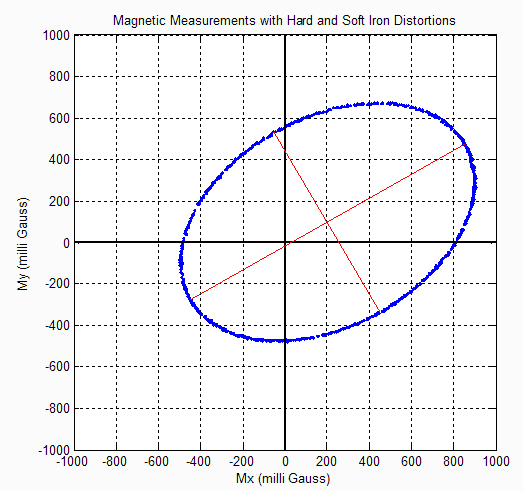 Magnetic Measurements with Hard and Soft Iron Distortions
1000
800
600
400
200
0
-200
-400
-600
-800
-1000
My (milli Gauss)
-1000 -800 -600 -400 -200 0 200 400 600 800 1000
Mx (milli Gauss)